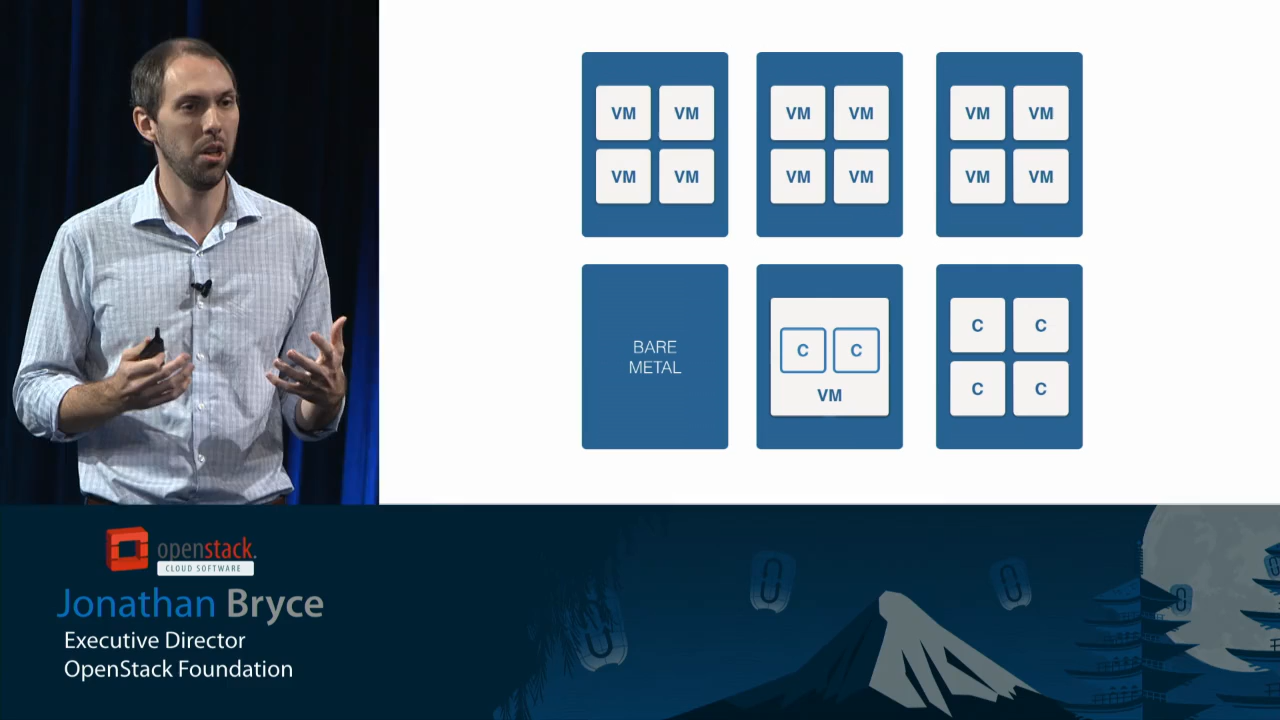 VM VM VM VM VM VM
VM VM VM VM VM VM
BARE
METAL
C C
VM
C C
C C
openstack.
CLOUD SOFTWARE
Jonathan Bryce
Executive Director
OpenStack Foundation